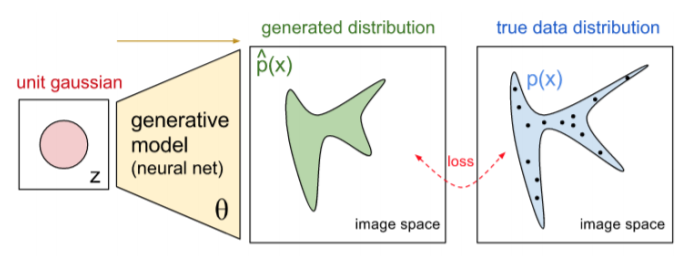 generated distribution
true data distribution
unit gaussian
z
generative
model
(neural net)
θ
p̂(x)
image space
loss
p(x)
image space